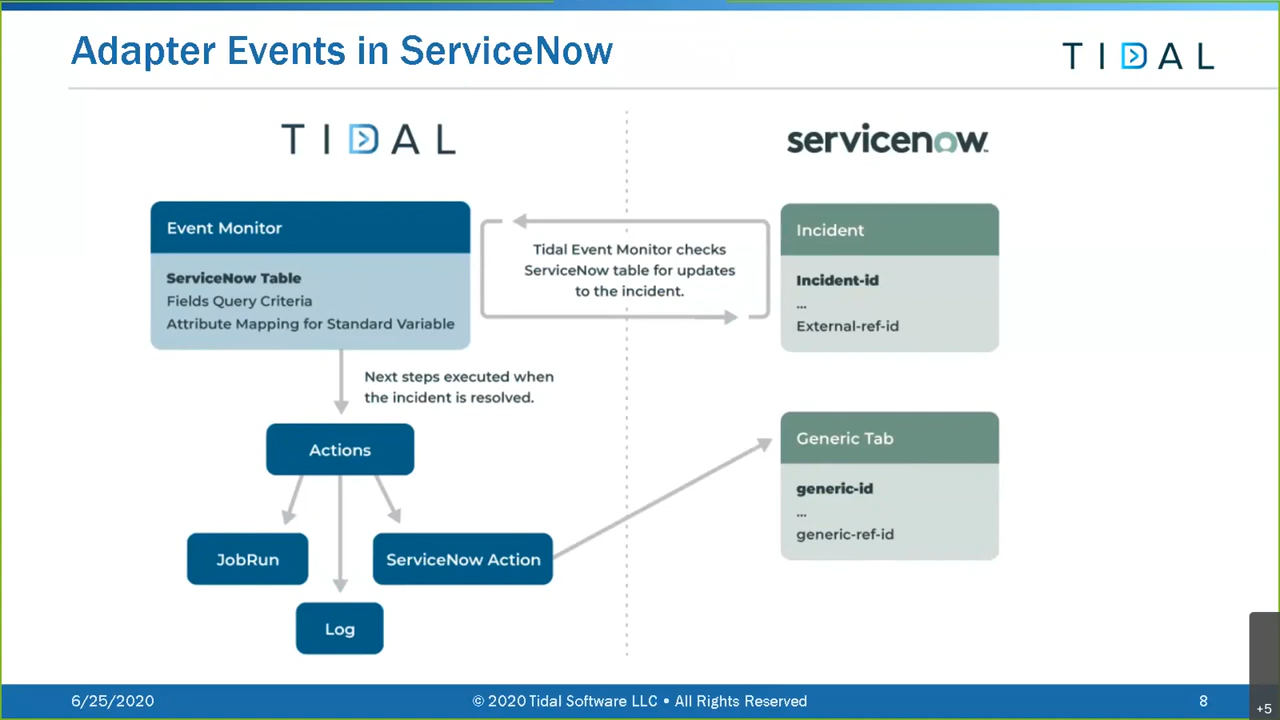 Adapter Events in ServiceNow
TIDAL
TIDAL
servicenow™
Event Monitor
ServiceNow Table
Fields Query Criteria
Attribute Mapping for Standard Variable
Tidal Event Monitor checks
ServiceNow table for updates
to the incident.
Incident
Incident-id
...
External-ref-id
Next steps executed when
the incident is resolved.
Actions
JobRun
ServiceNow Action
Log
Generic Tab
generic-id
...
generic-ref-id
6/25/2020
© 2020 Tidal Software LLC • All Rights Reserved
8
+5